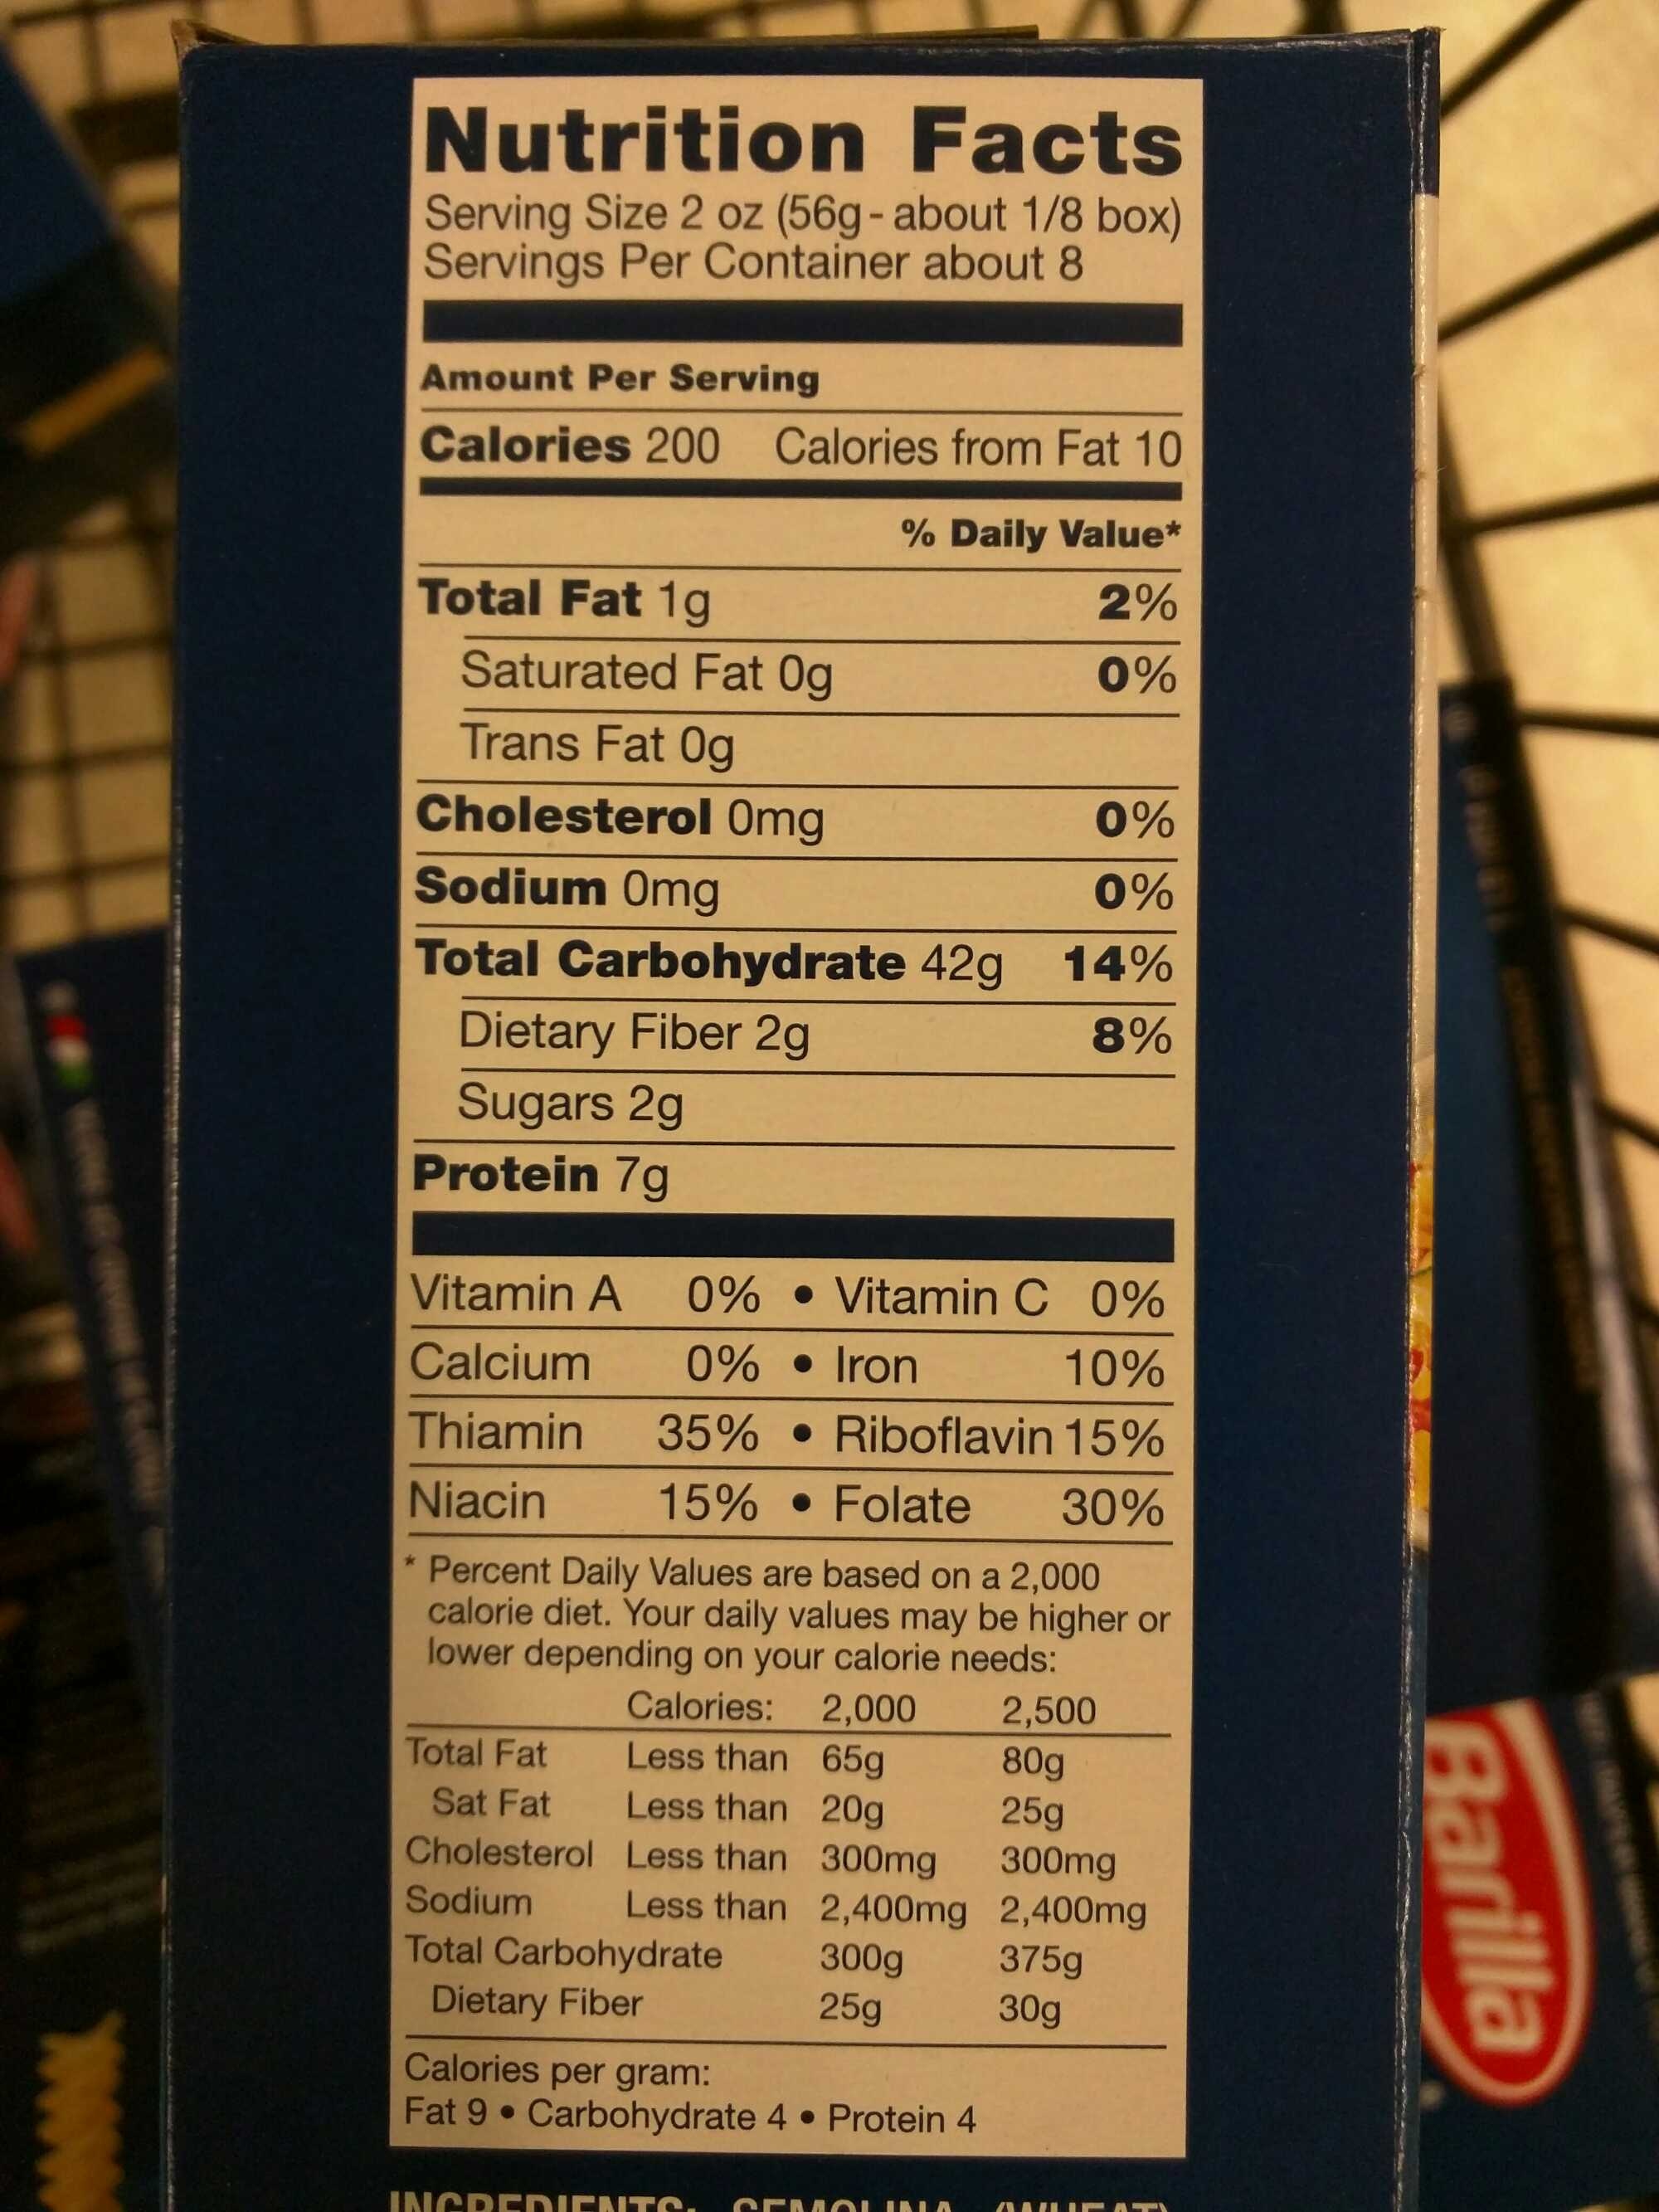 Nutrition Facts
Serving Size 2 oz (56g - about 1/8 box)
Servings Per Container about 8
Amount Per Serving
Calories 200 Calories from Fat 10
% Daily Value*
Total Fat 1g 2%
Saturated Fat 0g 0%
Trans Fat 0g
Cholesterol 0mg 0%
Sodium 0mg 0%
Total Carbohydrate 42g 14%
Dietary Fiber 2g 8%
Sugars 2g
Protein 7g
Vitamin A 0% • Vitamin C 0%
Calcium 0% • Iron 10%
Thiamin 35% • Riboflavin 15%
Niacin 15% • Folate 30%
* Percent Daily Values are based on a 2,000
calorie diet. Your daily values may be higher or
lower depending on your calorie needs:
Calories: 2,000 2,500
Total Fat Less than 65g 80g
Sat Fat Less than 20g 25g
Cholesterol Less than 300mg 300mg
Sodium Less than 2,400mg 2,400mg
Total Carbohydrate 300g 375g
Dietary Fiber 25g 30g
Calories per gram:
Fat 9 • Carbohydrate 4 • Protein 4
INGREDIENTS: SEMOLINA (WHEAT)
Barilla